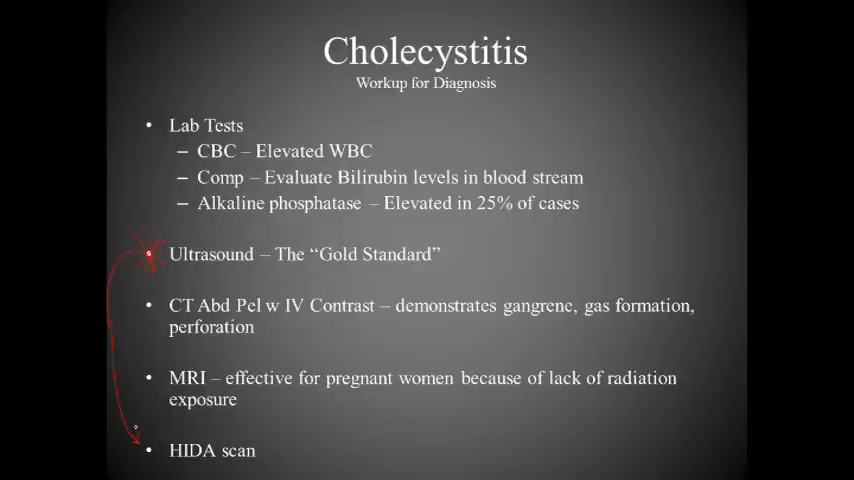 Cholecystitis
Workup for Diagnosis
• Lab Tests
– CBC – Elevated WBC
– Comp – Evaluate Bilirubin levels in blood stream
– Alkaline phosphatase – Elevated in 25% of cases
• Ultrasound – The “Gold Standard”
• CT Abd Pel w IV Contrast – demonstrates gangrene, gas formation,
perforation
• MRI – effective for pregnant women because of lack of radiation
exposure
• HIDA scan